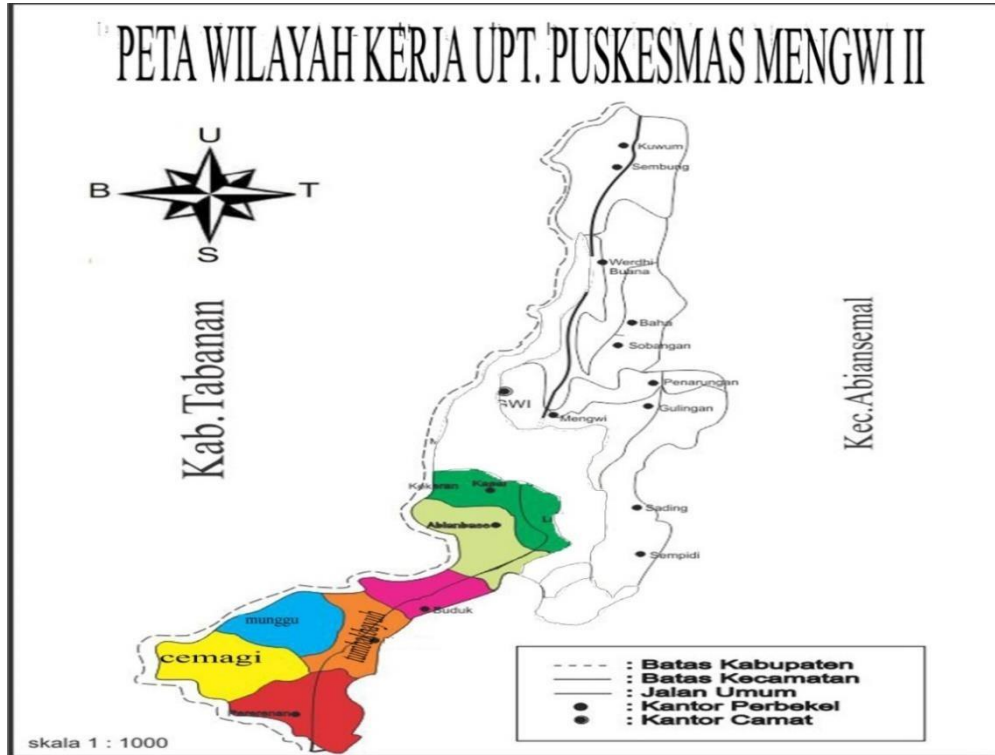 PETA WILAYAH KERJA UPT. PUSKESMAS MENGWI II
U
B
T
S
Kab.Tabanan
Kec.Abiansemal
Kuwum
Sembung
Werdhi
Buana
Baha
Sobangan
Penarungan
Gulingan
GWI
Mengwi
Kekeran
Kapal
Abianbase
Sading
Sempidi
Buduk
munggu
tumbakbayuh
cemagi
Pererenan
: Batas Kabupaten
: Batas Kecamatan
: Jalan Umum
: Kantor Perbekel
: Kantor Camat
skala 1 : 1000